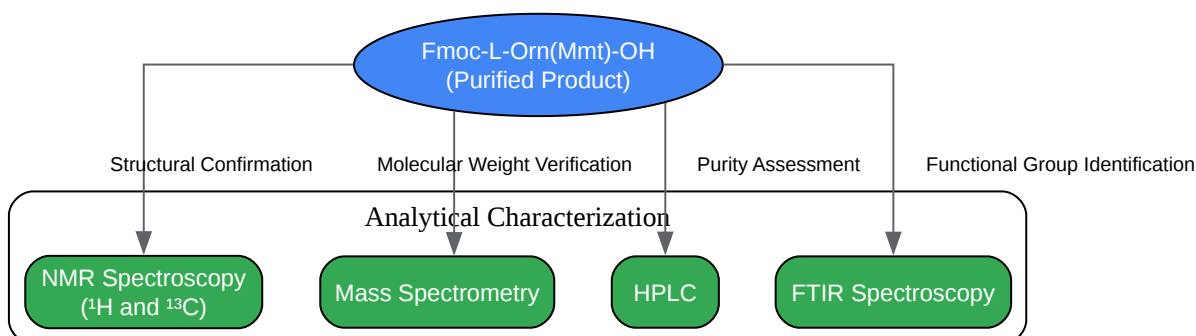 Fmoc-L-Orn(Mmt)-OH
(Purified Product)
Structural Confirmation
Molecular Weight Verification
Purity Assessment
Functional Group Identification
Analytical Characterization
NMR Spectroscopy
(¹H and ¹³C)
Mass Spectrometry
HPLC
FTIR Spectroscopy